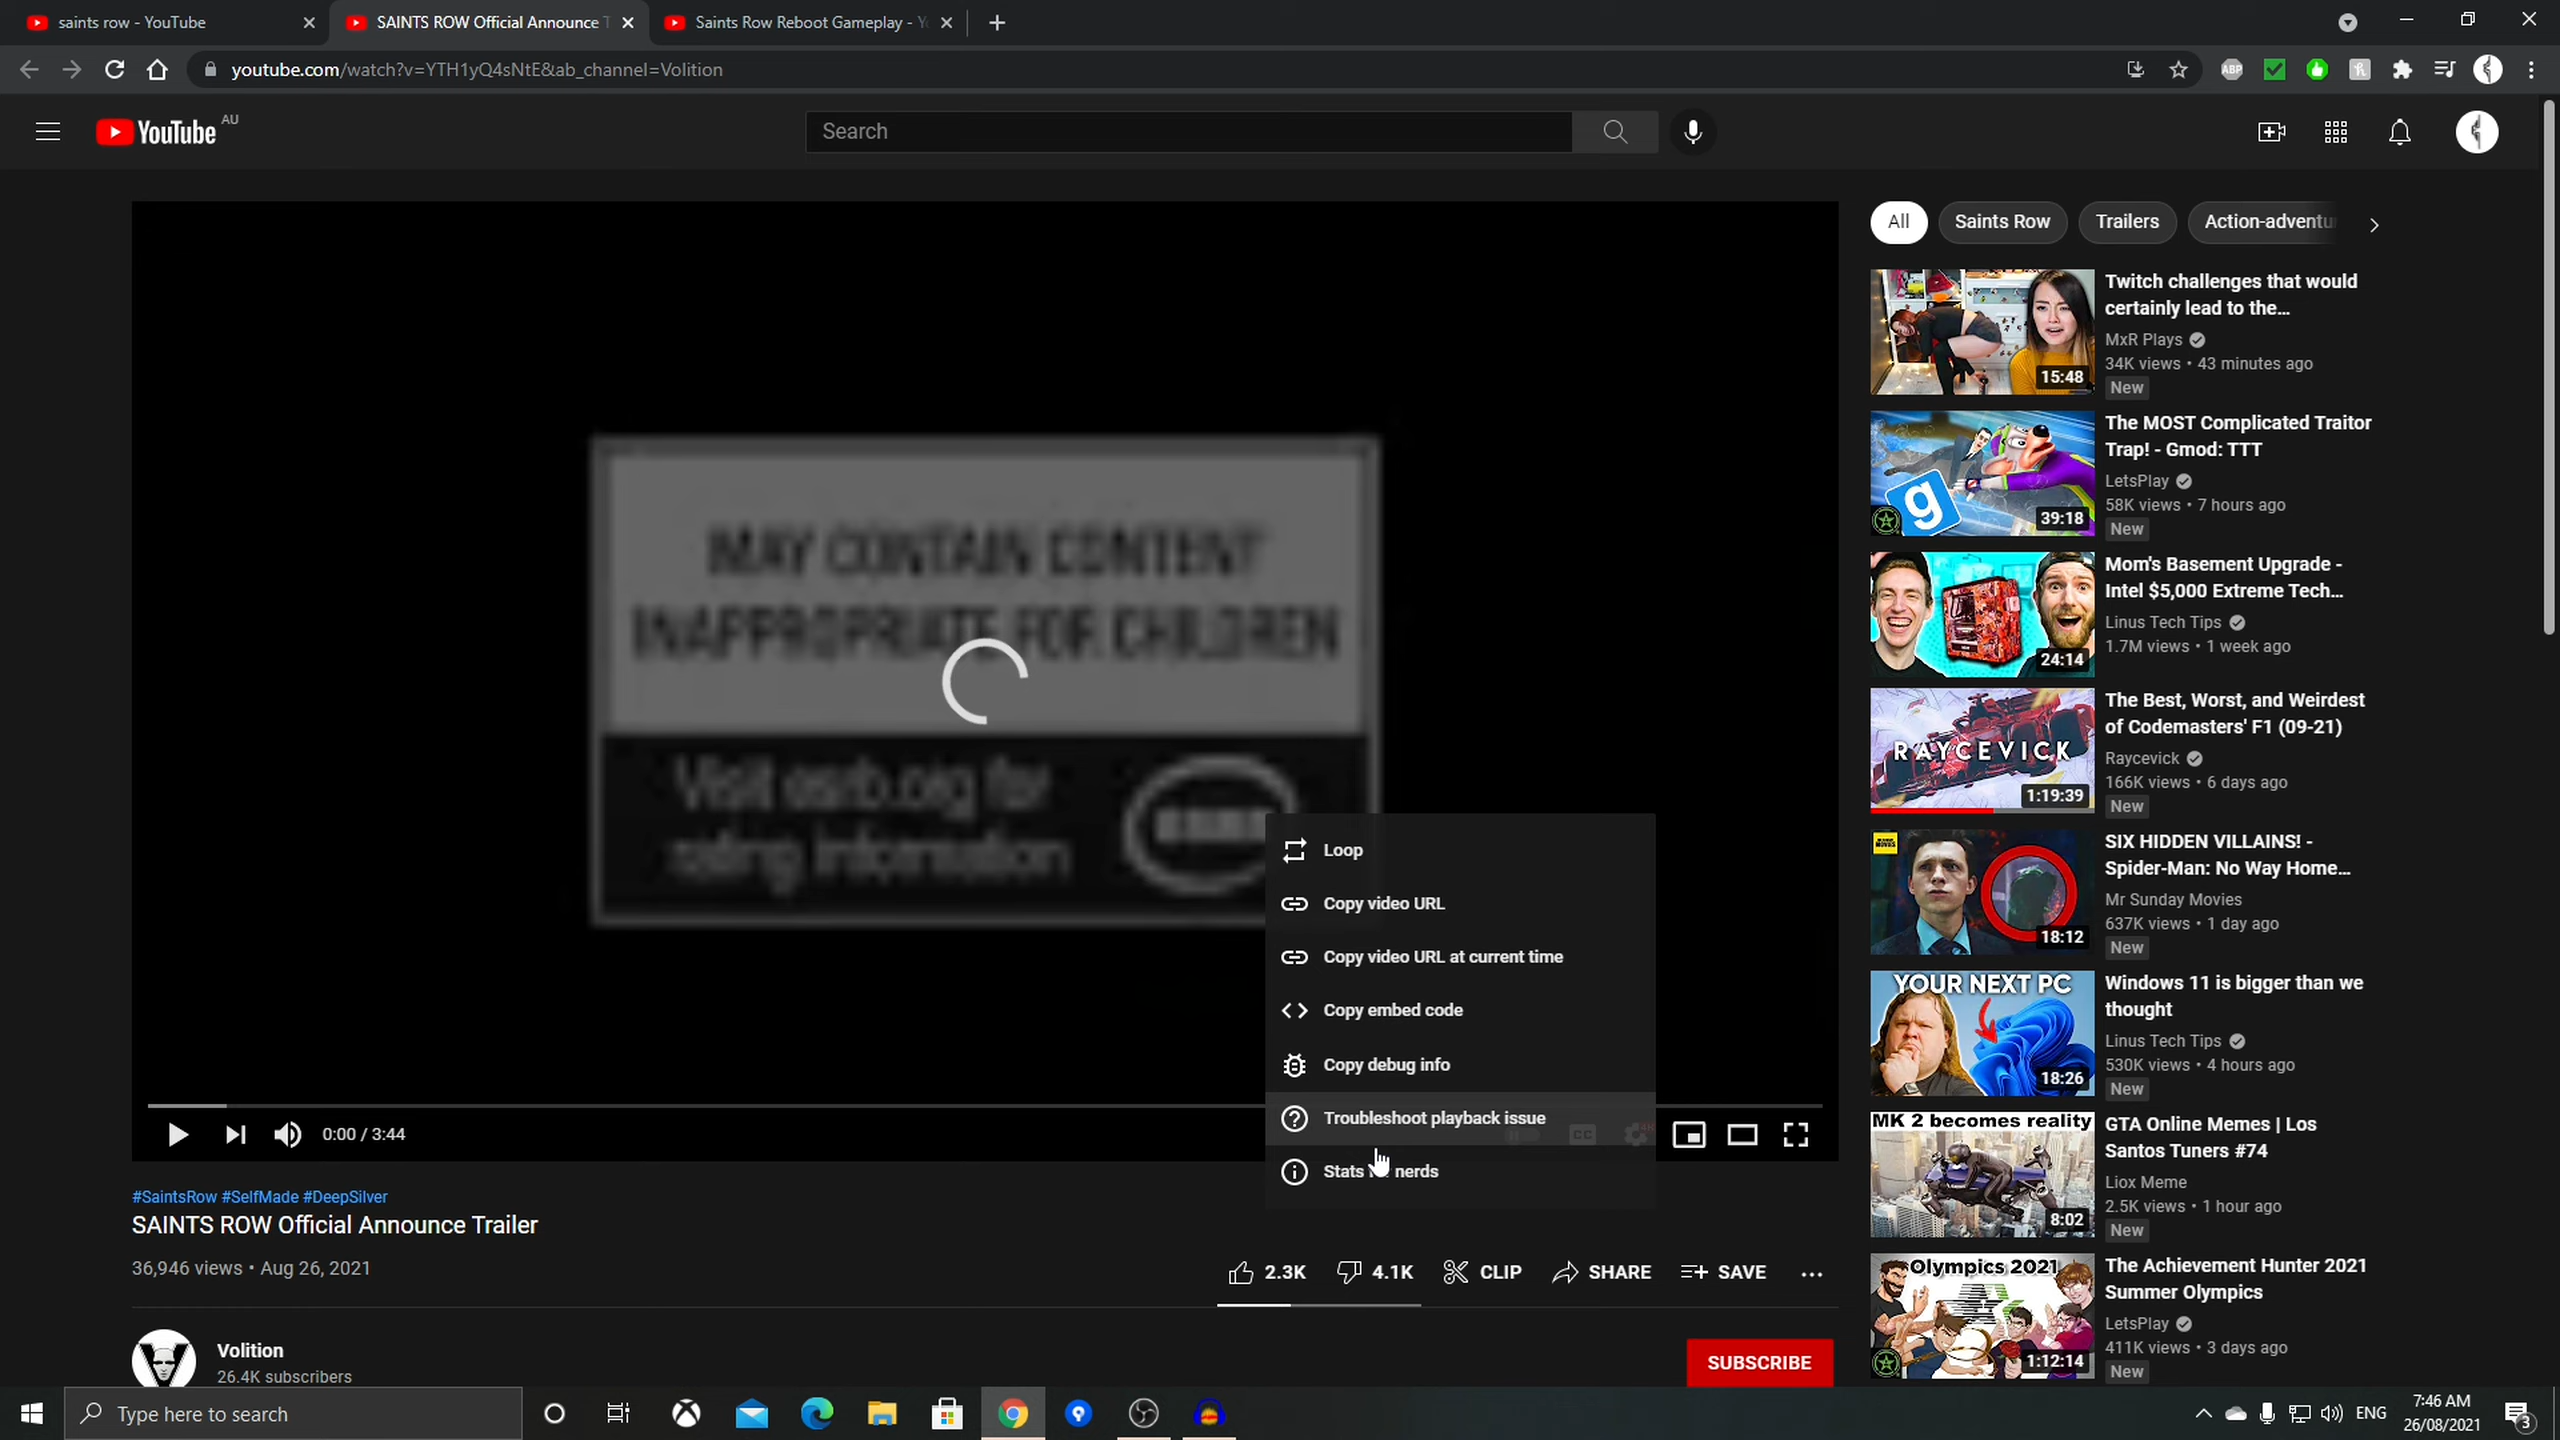 saints row - YouTube
SAINTS ROW Official Announce T
Saints Row Reboot Gameplay - Yo
youtube.com/watch?v=YTH1yQ4sNtE&ab_channel=Volition
ABP
YouTube AU
Search
MAY CONTAIN CONTENT
INAPPROPRIATE FOR CHILDREN
Visit esrb.org for
rating information
Loop
Copy video URL
Copy video URL at current time
Copy embed code
Copy debug info
Troubleshoot playback issue
Stats nerds
0:00 / 3:44
#SaintsRow #SelfMade #DeepSilver
SAINTS ROW Official Announce Trailer
36,946 views • Aug 26, 2021
2.3K
4.1K
CLIP
SHARE
SAVE
Volition
26.4K subscribers
SUBSCRIBE
All
Saints Row
Trailers
Action-adventu
15:48
Twitch challenges that would
certainly lead to the...
MxR Plays
34K views • 43 minutes ago
New
39:18
The MOST Complicated Traitor
Trap! - Gmod: TTT
LetsPlay
58K views • 7 hours ago
New
24:14
Mom's Basement Upgrade -
Intel $5,000 Extreme Tech...
Linus Tech Tips
1.7M views • 1 week ago
RAYCEVICK
1:19:39
The Best, Worst, and Weirdest
of Codemasters' F1 (09-21)
Raycevick
166K views • 6 days ago
New
18:12
SIX HIDDEN VILLAINS! -
Spider-Man: No Way Home...
Mr Sunday Movies
637K views • 1 day ago
New
YOUR NEXT PC
18:26
Windows 11 is bigger than we
thought
Linus Tech Tips
530K views • 4 hours ago
New
MK 2 becomes reality
8:02
GTA Online Memes | Los
Santos Tuners #74
Liox Meme
2.5K views • 1 hour ago
New
Olympics 2021
1:12:14
The Achievement Hunter 2021
Summer Olympics
LetsPlay
411K views • 3 days ago
New
Type here to search
ENG
7:46 AM
26/08/2021
3